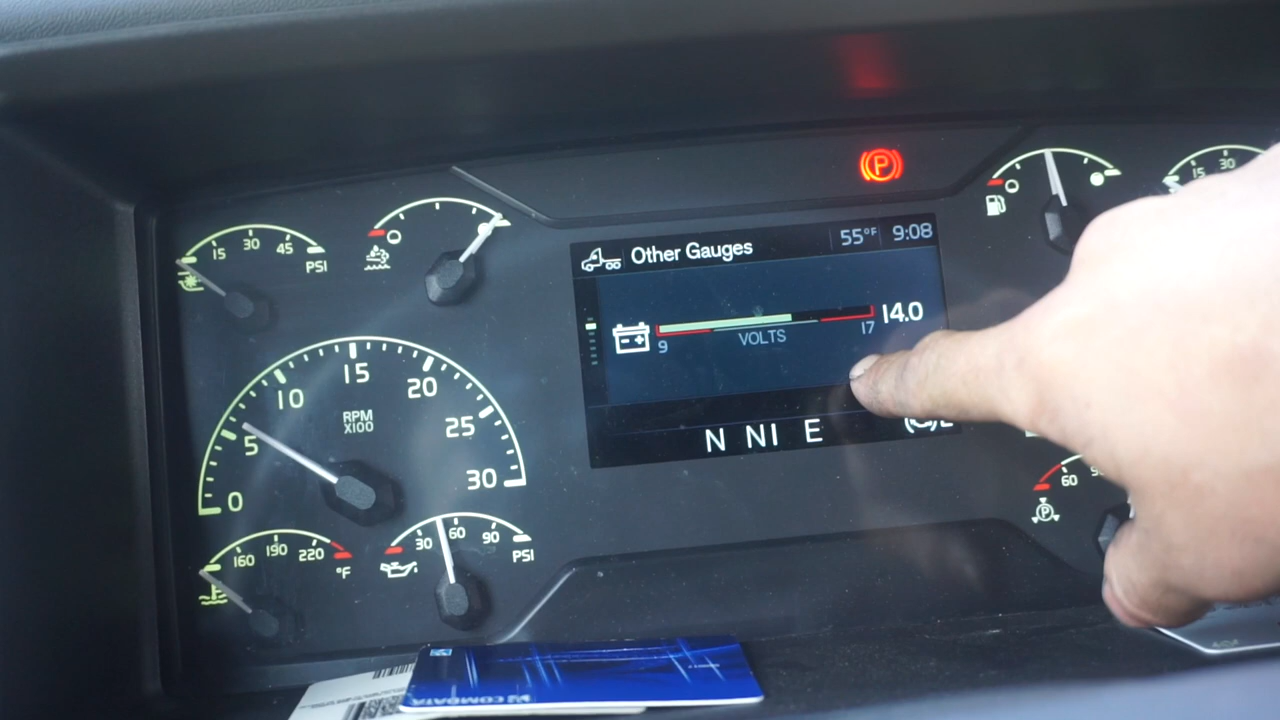 15 30 45
PSI
0 5 10 15 20 25 30
RPM
X100
160 190 220
°F
30 60 90
PSI
Other Gauges
55°F 9:08
9 VOLTS 17
14.0
N NI E
P
15 30
60
P
COMDATA